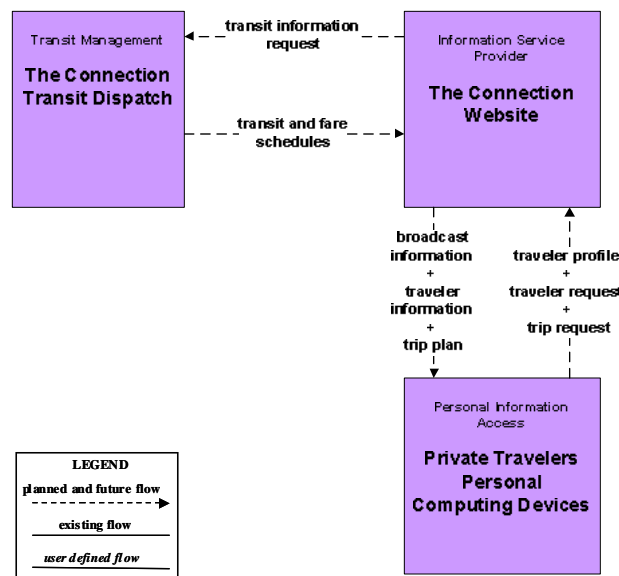 Transit Management
The Connection
Transit Dispatch
transit information
request
Information Service
Provider
The Connection
Website
transit and fare
schedules
broadcast
information
+
traveler
information
+
trip plan
traveler profile
+
traveler request
+
trip request
Personal Information
Access
Private Travelers
Personal
Computing Devices
LEGEND
planned and future flow
existing flow
user defined flow